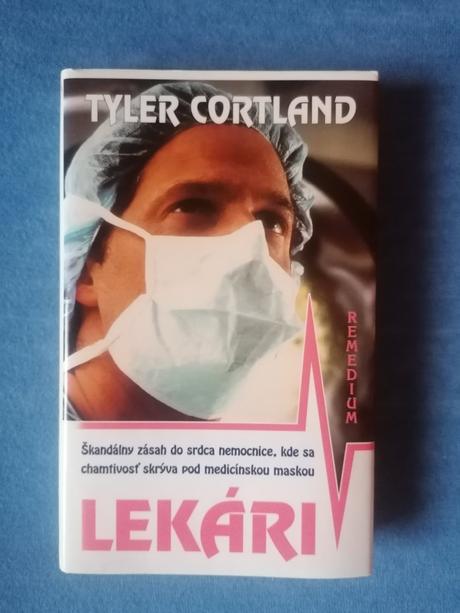 TYLER CORTLAND
REMEDIUM
Škandálny zásah do srdca nemocnice, kde sa
chamtivosť skrýva pod medicínskou maskou
LEKÁRI